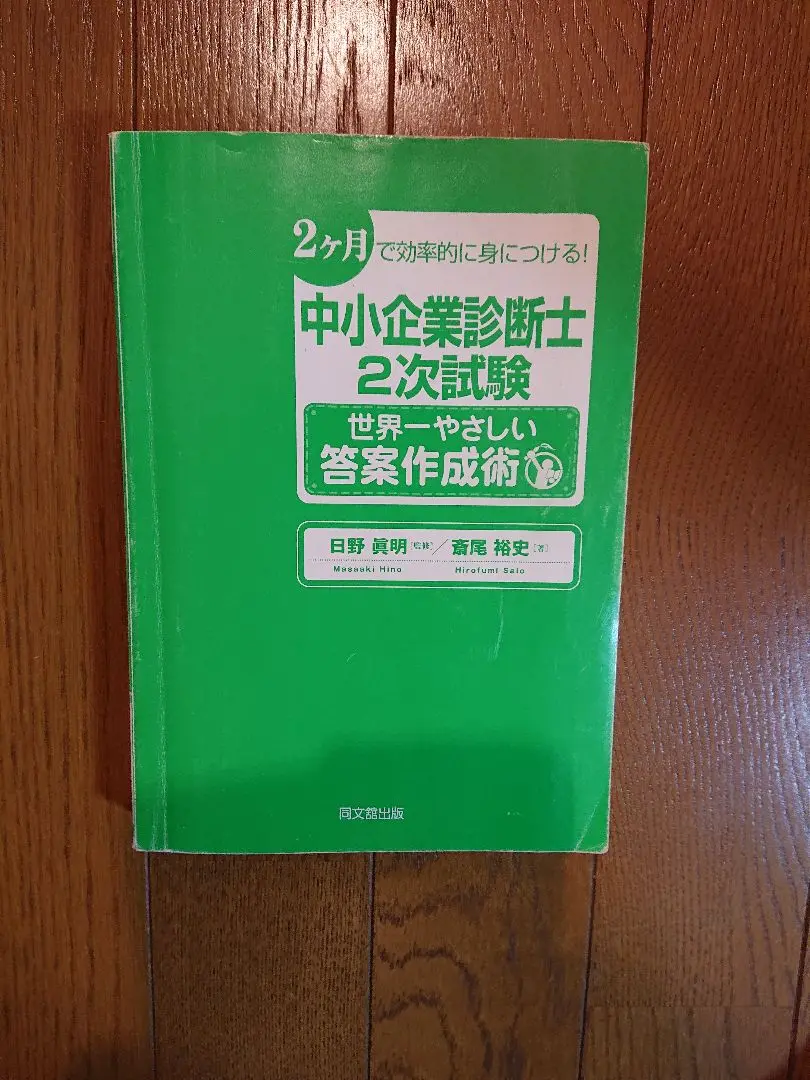 2ヶ月で効率的に身につける!
中小企業診断士
2次試験
世界一やさしい
答案作成術
日野 眞明[監修]/斎尾 裕史[著]
Masaaki Hino Hirofumi Saio
同文舘出版